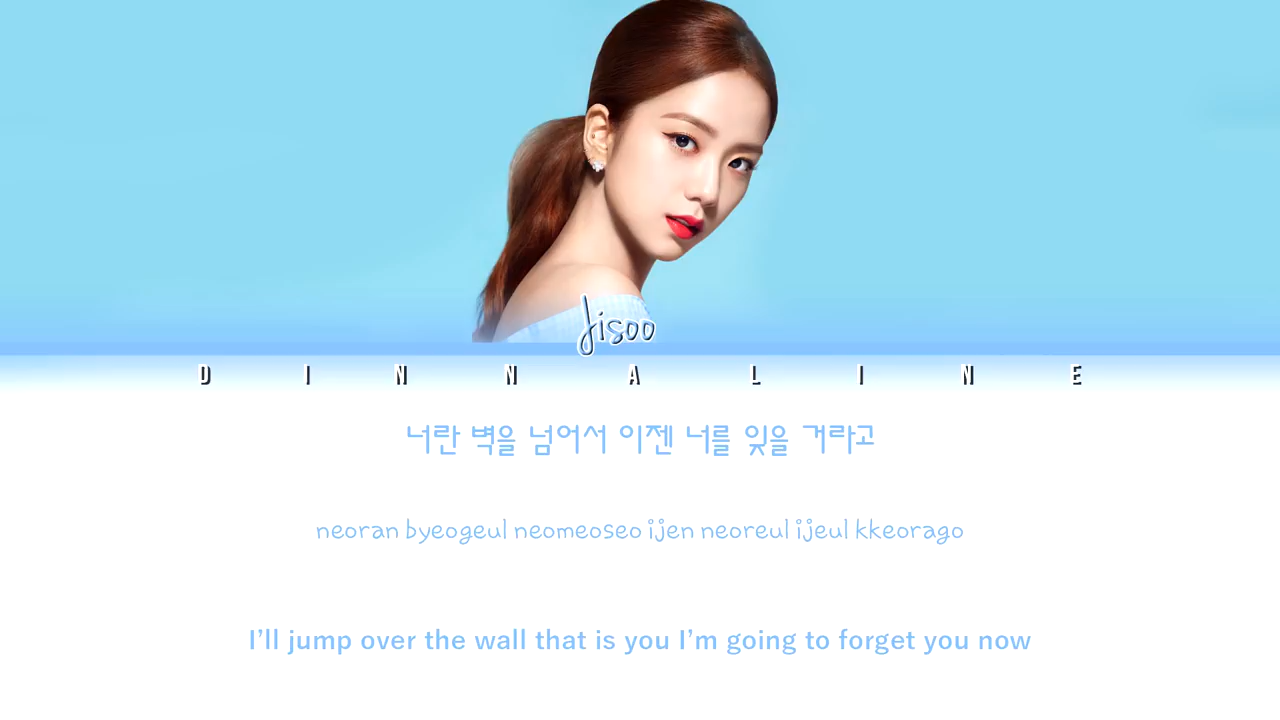 Jisoo
DINNALINE
너란 벽을 넘어서 이젠 너를 잊을 거라고
neoran byeogeul neomeoseo ijen neoreul ijeul kkeorago
I'll jump over the wall that is you I'm going to forget you now